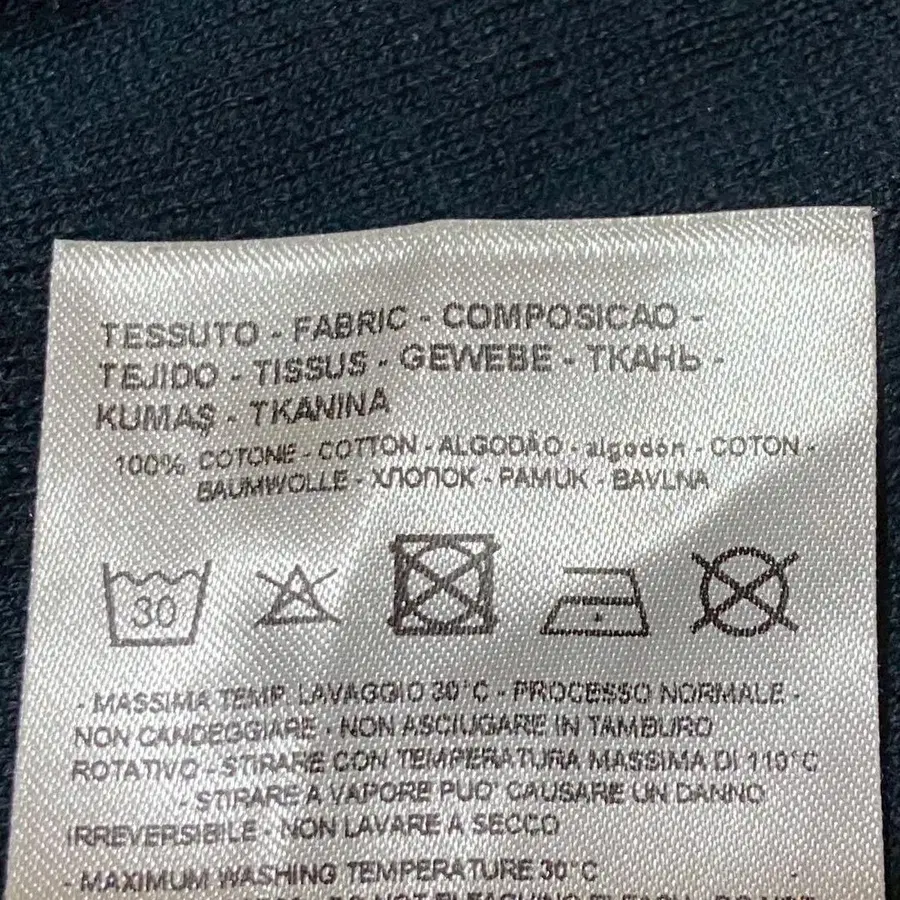 TESSUTO - FABRIC - COMPOSICAO -
TEJIDO - TISSUS - GEWEBE - ТКАНЬ -
KUMAŞ - TKANINA
100% COTONE - COTTON - ALGODÃO - algodón - COTON -
BAUMWOLLE - ХЛОПОК - PAMUK - BAVLNA
30
- MASSIMA TEMP. LAVAGGIO 30°C - PROCESSO NORMALE -
NON CANDEGGIARE - NON ASCIUGARE IN TAMBURO
ROTATIVO - STIRARE CON TEMPERATURA MASSIMA DI 110°C
- STIRARE A VAPORE PUO' CAUSARE UN DANNO
IRREVERSIBILE - NON LAVARE A SECCO
- MAXIMUM WASHING TEMPERATURE 30°C -